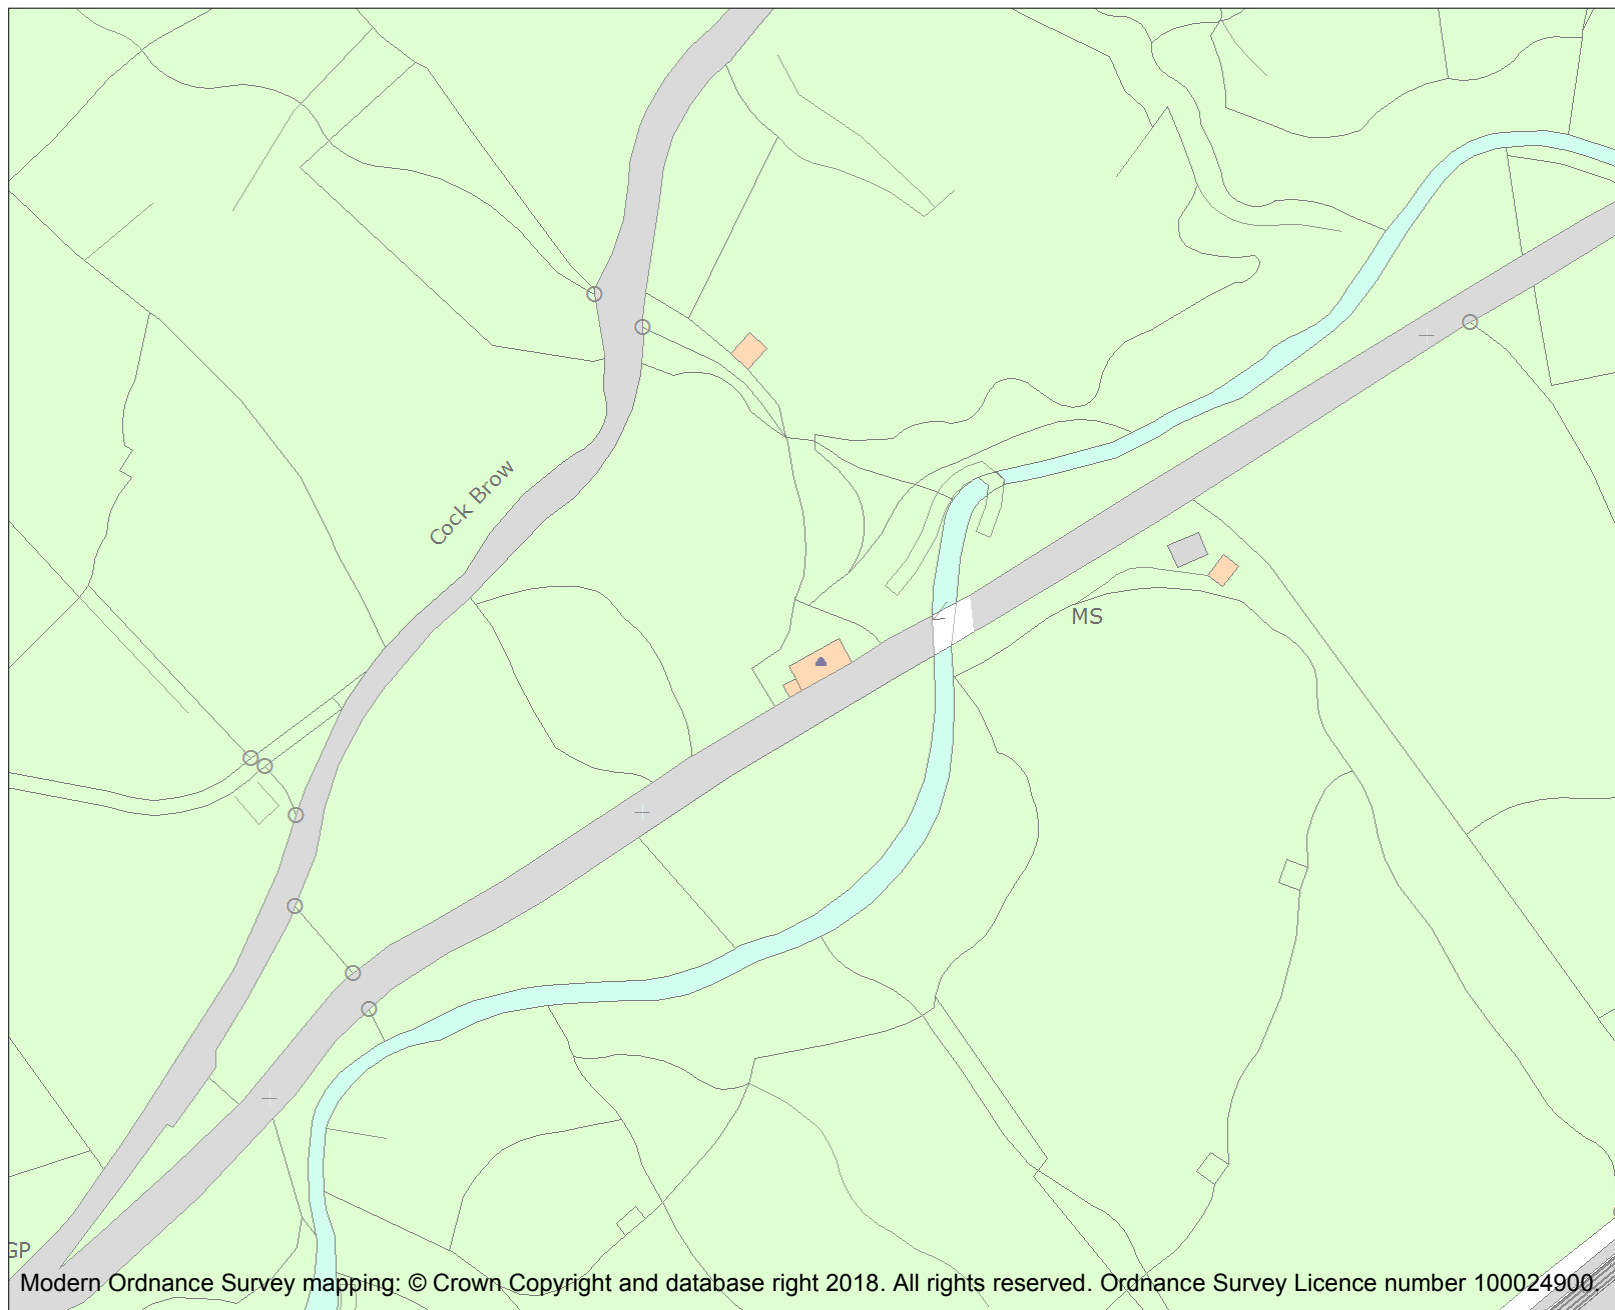 Cock Brow
MS
GP
Modern Ordnance Survey mapping: © Crown Copyright and database right 2018. All rights reserved. Ordnance Survey Licence number 100024900.